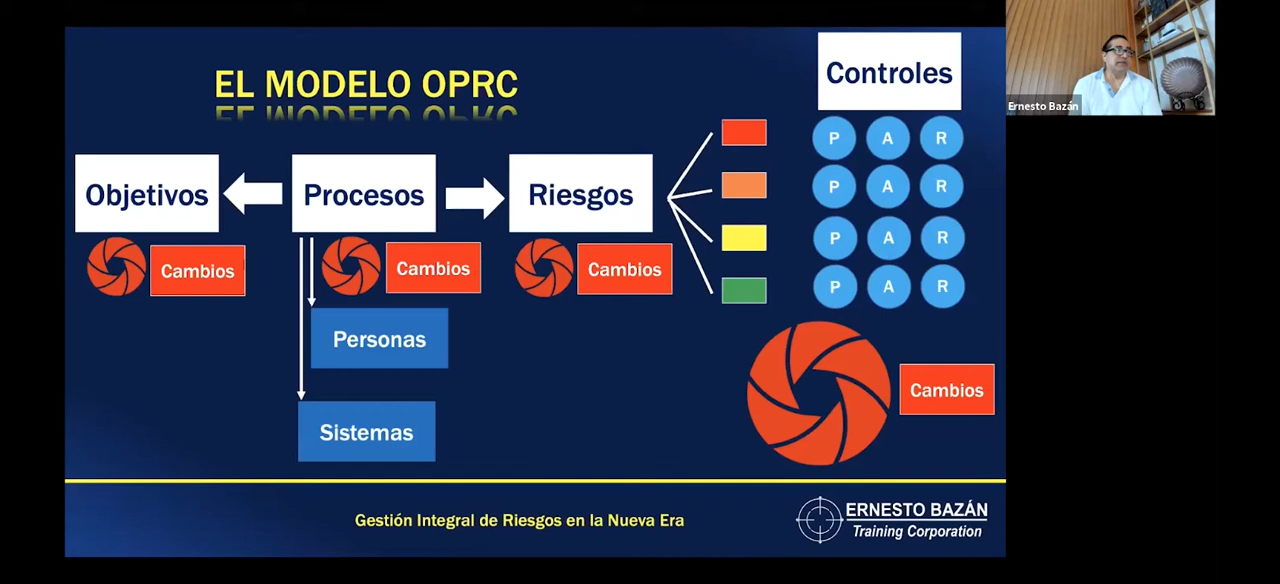 EL MODELO OPRC
Controles
Ernesto Bazán
P A R
Objetivos
Procesos
Riesgos
P A R
P A R
Cambios
Cambios
Cambios
P A R
Personas
Cambios
Sistemas
Gestión Integral de Riesgos en la Nueva Era
ERNESTO BAZÁN
Training Corporation